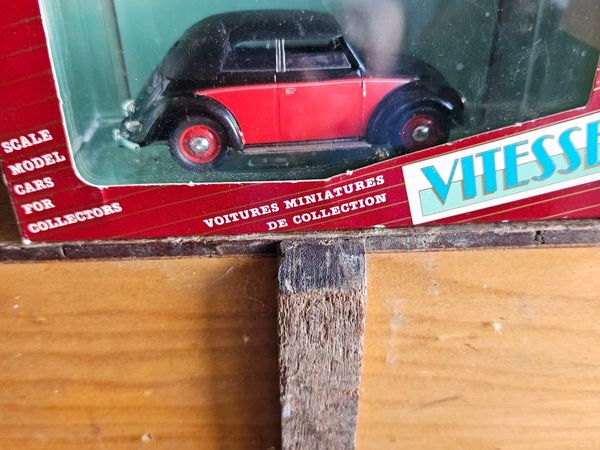 SCALE
MODEL
CARS
FOR
COLLECTORS
VOITURES MINIATURES
DE COLLECTION
VITESSE